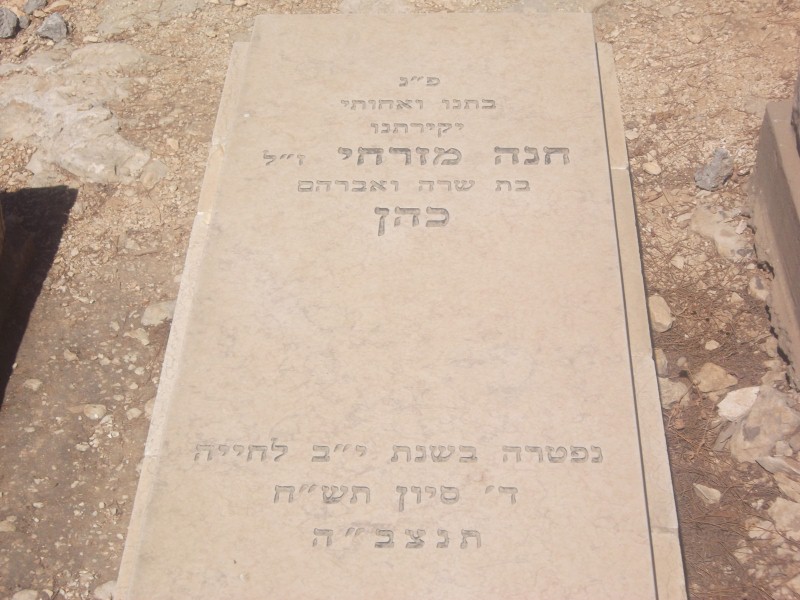 פ״נ
בתנו ואחותי
יקירתנו
חנה מזרחי ז״ל
בת שרה ואברהם
כהן
נפטרה בשנת י״ב לחייה
ד׳ סיון תש״ח
תנצב״ה